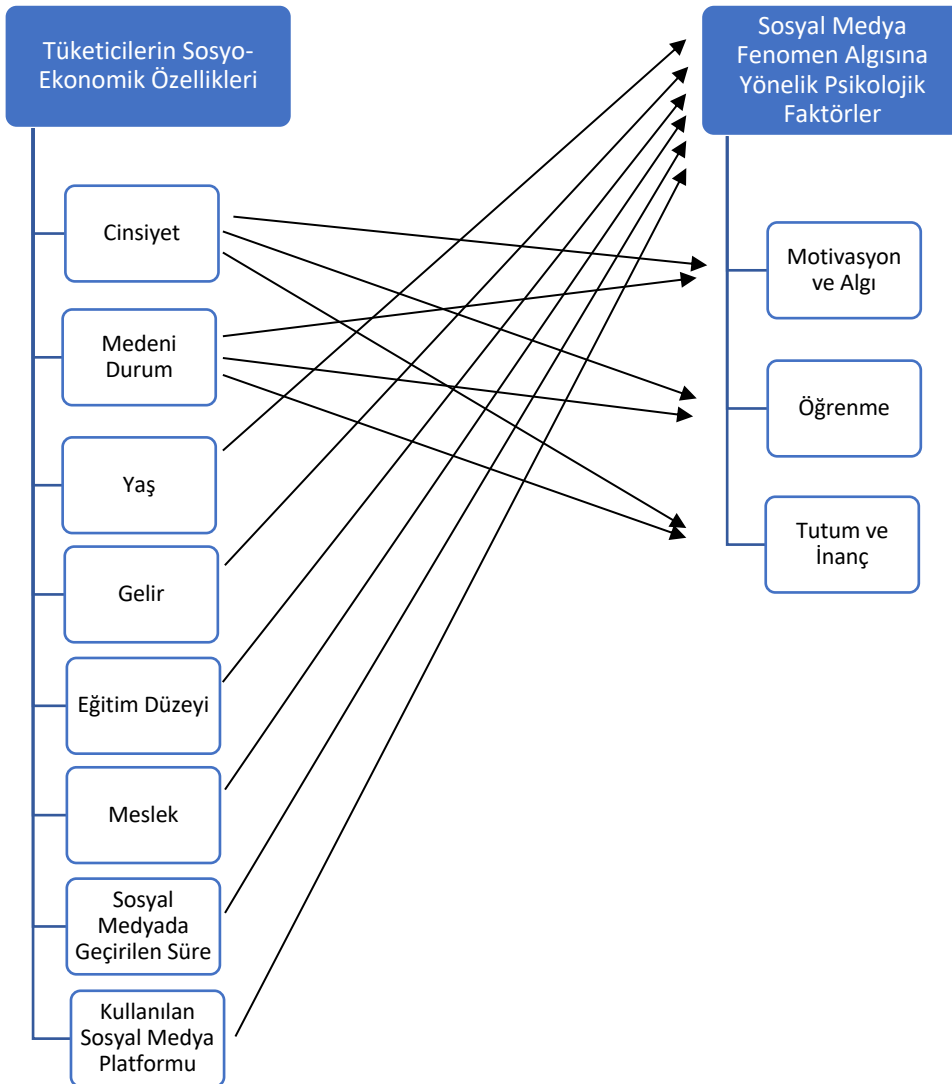 Tüketicilerin Sosyo-
Ekonomik Özellikleri
Cinsiyet
Medeni
Durum
Yaş
Gelir
Eğitim Düzeyi
Meslek
Sosyal
Medyada
Geçirilen Süre
Kullanılan
Sosyal Medya
Platformu
Sosyal Medya
Fenomen Algısına
Yönelik Psikolojik
Faktörler
Motivasyon
ve Algı
Öğrenme
Tutum ve
İnanç